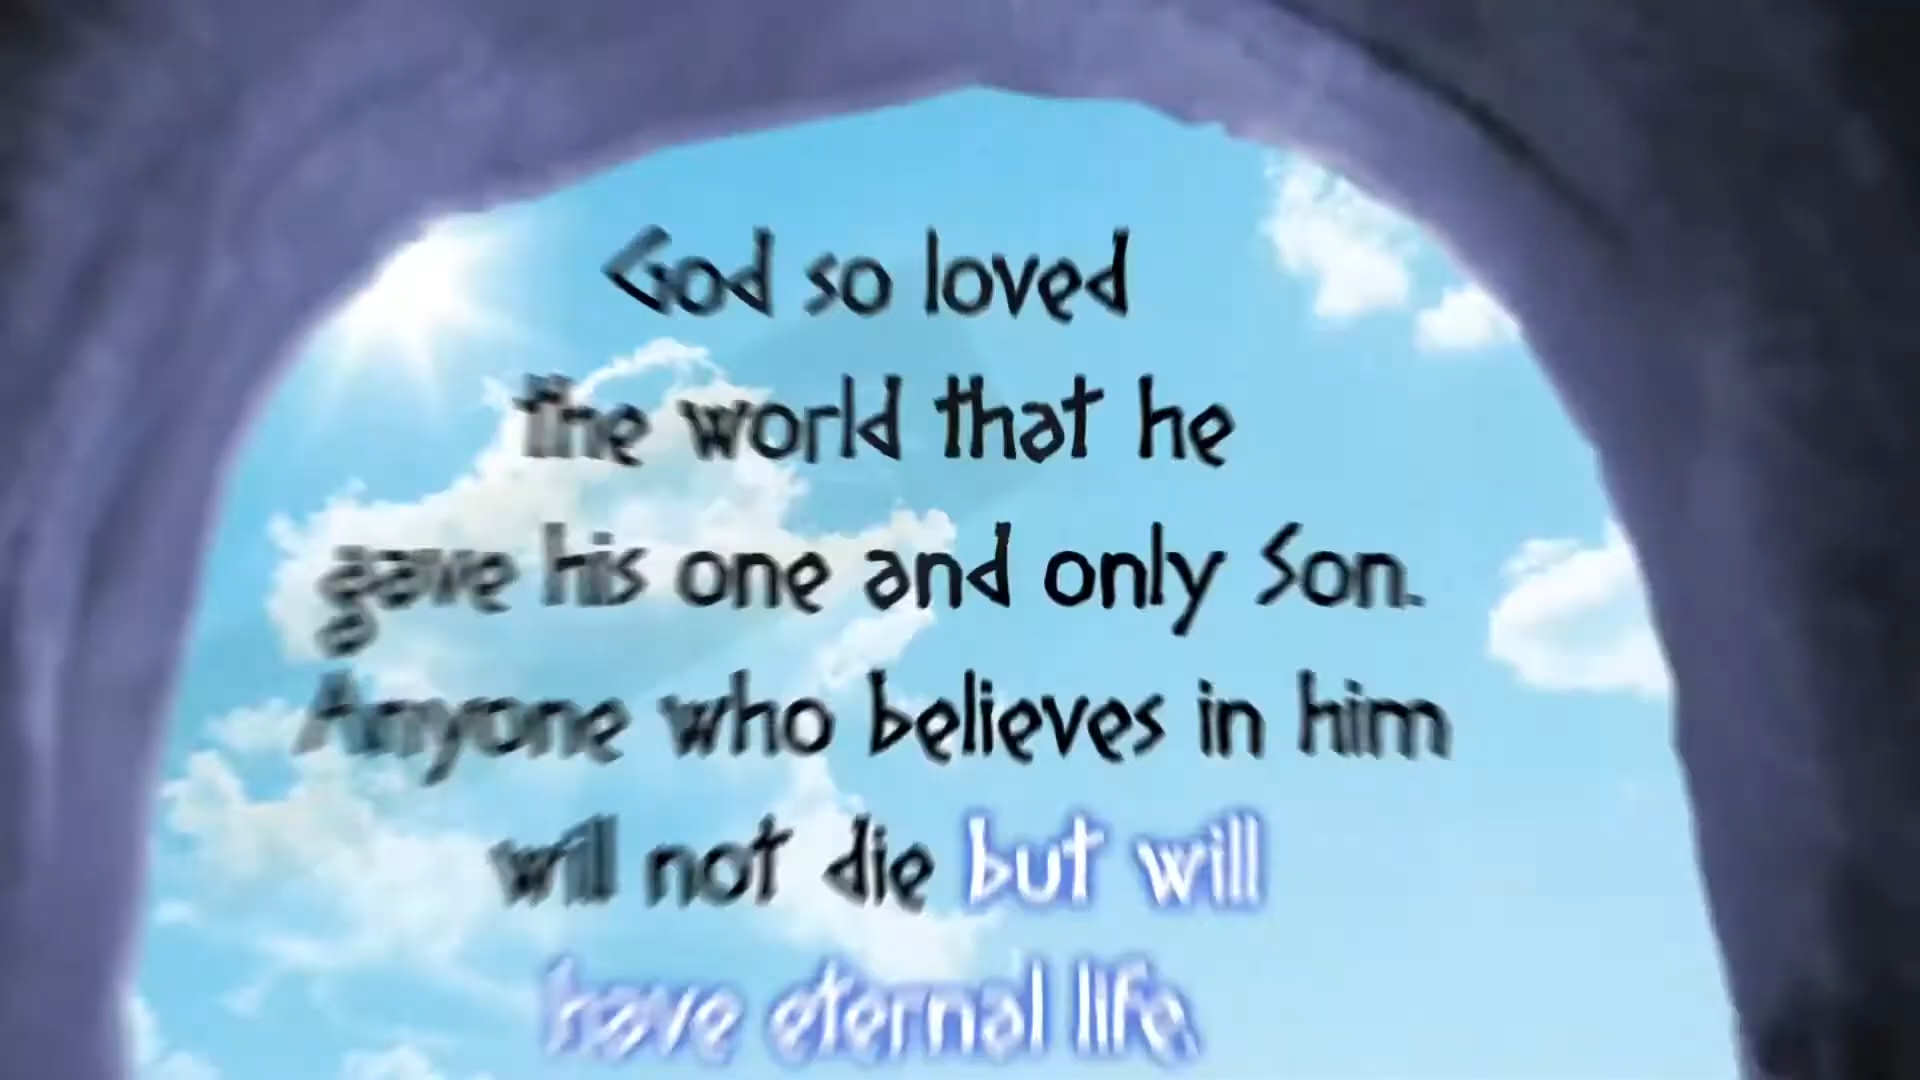 God so loved
the world that he
gave his one and only Son.
Anyone who believes in him
will not die but will
have eternal life.